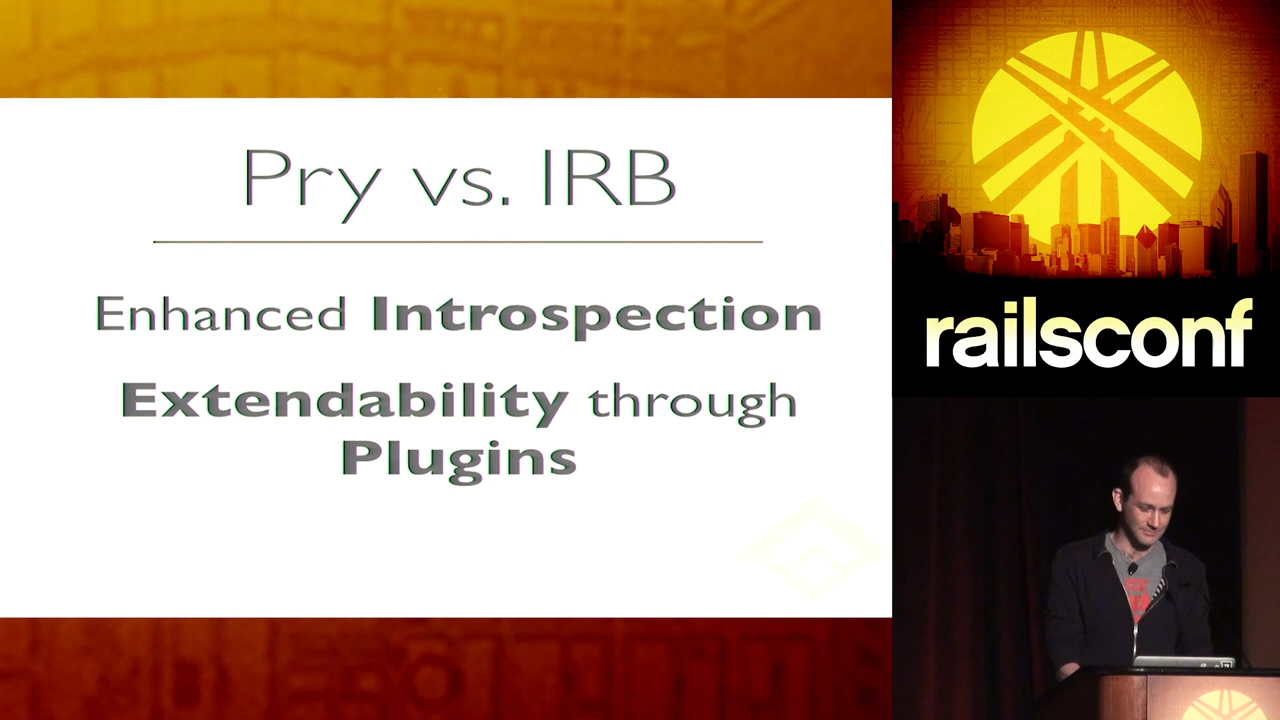 Pry vs. IRB
Enhanced Introspection
Extendability through
Plugins
railsconf